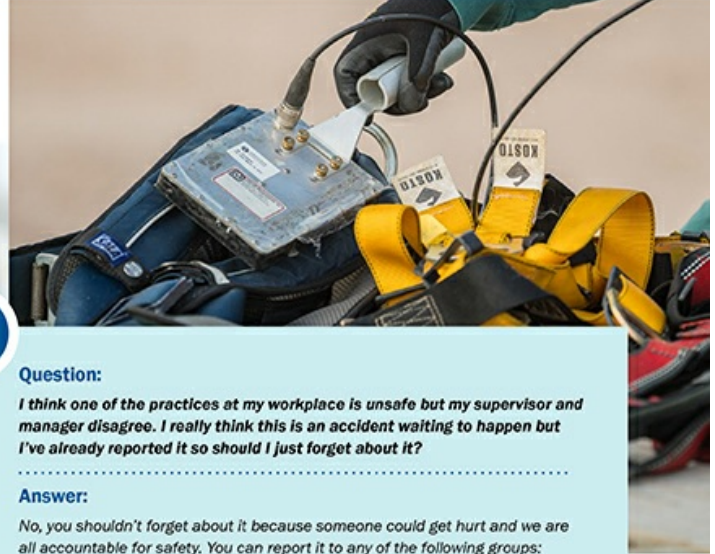 KOSTO
KOSTO
Question:
I think one of the practices at my workplace is unsafe but my supervisor and
manager disagree. I really think this is an accident waiting to happen but
I've already reported it so should I just forget about it?
Answer:
No, you shouldn't forget about it because someone could get hurt and we are
all accountable for safety. You can report it to any of the following groups: